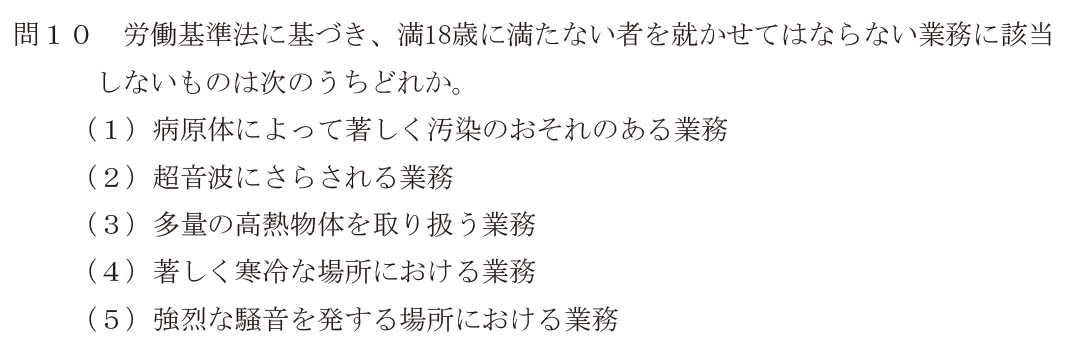 問１０　労働基準法に基づき、満18歳に満たない者を就かせてはならない業務に該当
しないものは次のうちどれか。
（１）病原体によって著しく汚染のおそれのある業務
（２）超音波にさらされる業務
（３）多量の高熱物体を取り扱う業務
（４）著しく寒冷な場所における業務
（５）強烈な騒音を発する場所における業務